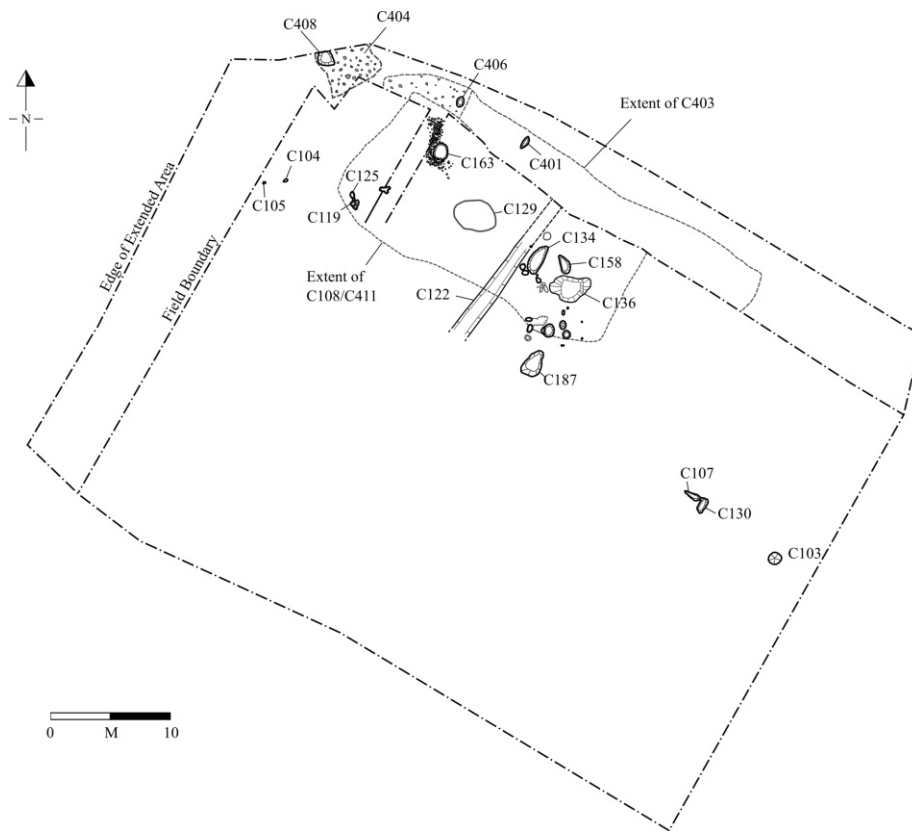 C408
C404
N
C406
Extent of C403
C163
C401
C104
C105
C125
C119
C129
C134
C158
Edge of Extended Area
Field Boundary
Extent of
C108/C411
C122
C136
C187
C107
C130
C103
0 M 10